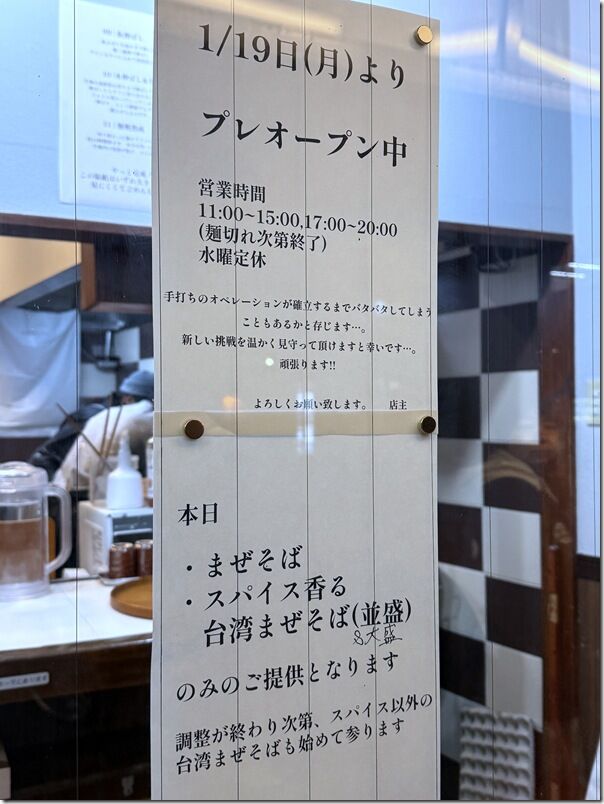 1/19日(月)より
プレオープン中
営業時間
11:00~15:00,17:00~20:00
(麺切れ次第終了)
水曜定休
手打ちのオペレーションが確立するまでバタバタしてしまう
こともあるかと存じます…。
新しい挑戦を温かく見守って頂けますと幸いです…。
頑張ります!!
よろしくお願い致します。 店主
本日
・まぜそば
・スパイス香る
台湾まぜそば(並盛)
&大盛
のみのご提供となります
調整が終わり次第、スパイス以外の
台湾まぜそばも始めて参ります